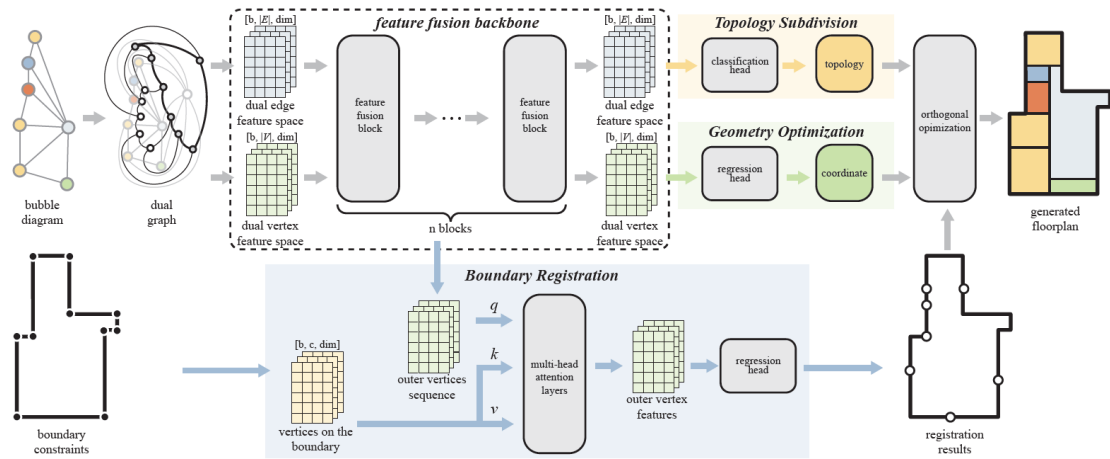 [b, |E|, dim]
feature fusion backbone
[b, |E|, dim]
Topology Subdivision
dual edge
feature space
feature
fusion
block
...
feature
fusion
block
dual edge
feature space
classification
head
topology
[b, |V|, dim]
[b, |V|, dim]
Geometry Optimization
orthogonal
opimization
regression
head
coordinate
bubble
diagram
dual
graph
dual vertex
feature space
n blocks
dual vertex
feature space
generated
floorplan
Boundary Registration
q
[b, c, dim]
k
outer vertices
sequence
multi-head
attention
layers
regression
head
v
outer vertex
features
boundary
constraints
vertices on the
boundary
registration
results